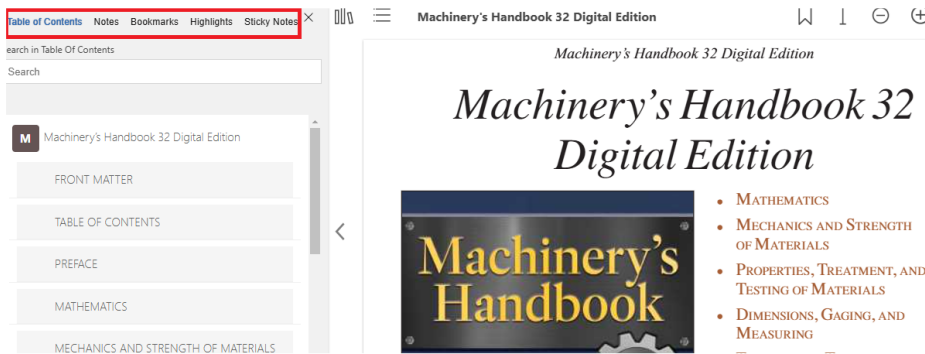 Table of Contents Notes Bookmarks Highlights Sticky Notes
earch in Table Of Contents
Search
M Machinery's Handbook 32 Digital Edition
FRONT MATTER
TABLE OF CONTENTS
PREFACE
MATHEMATICS
MECHANICS AND STRENGTH OF MATERIALS
Machinery's Handbook 32 Digital Edition
Machinery's Handbook 32 Digital Edition
Machinery's Handbook 32
Digital Edition
Machinery's
Handbook
• MATHEMATICS
• MECHANICS AND STRENGTH
OF MATERIALS
• PROPERTIES, TREATMENT, AND
TESTING OF MATERIALS
• DIMENSIONS, GAGING, AND
MEASURING